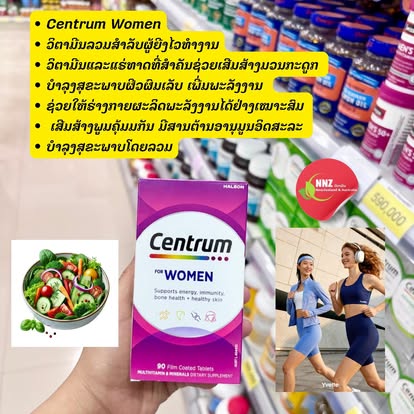 • Centrum Women
• ວິຕາມິນລວມສຳລັບຜູ້ຍິງໄວທຳງານ
• ວິຕາມິນແລະແຮ່ທາດທີ່ສຳຄັນຊ່ວຍເສີມສ້າງມວນກະດູກ
• ບຳລຸງສຸຂະພາບຜິວຜົມເລັບ ເພີ່ມພະລັງງານ
• ຊ່ວຍໃຫ້ຮ່າງກາຍຜະລິດພະລັງງານໄດ້ຢ່າງເໝາະສົມ
• ເສີມສ້າງພູມຄຸ້ມມກັນ ມີສານຕ້ານອານຸມູນອິດສະລະ
• ບຳລຸງສຸຂະພາບໂດຍລວມ
HALEON
NNZ
590,000
Centrum
FOR WOMEN
Supports energy, immunity,
bone health + healthy skin
90 Film Coated Tablets
MULTIVITAMIN & MINERALS DIETARY SUPPLEMENT
Yvette